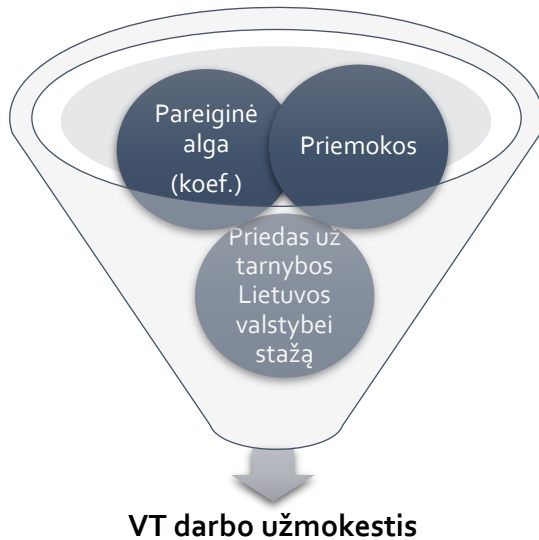 Pareiginė
alga
(koef.)
Priemokos
Priedas už
tarnybos
Lietuvos
valstybei
stažą
VT darbo užmokestis